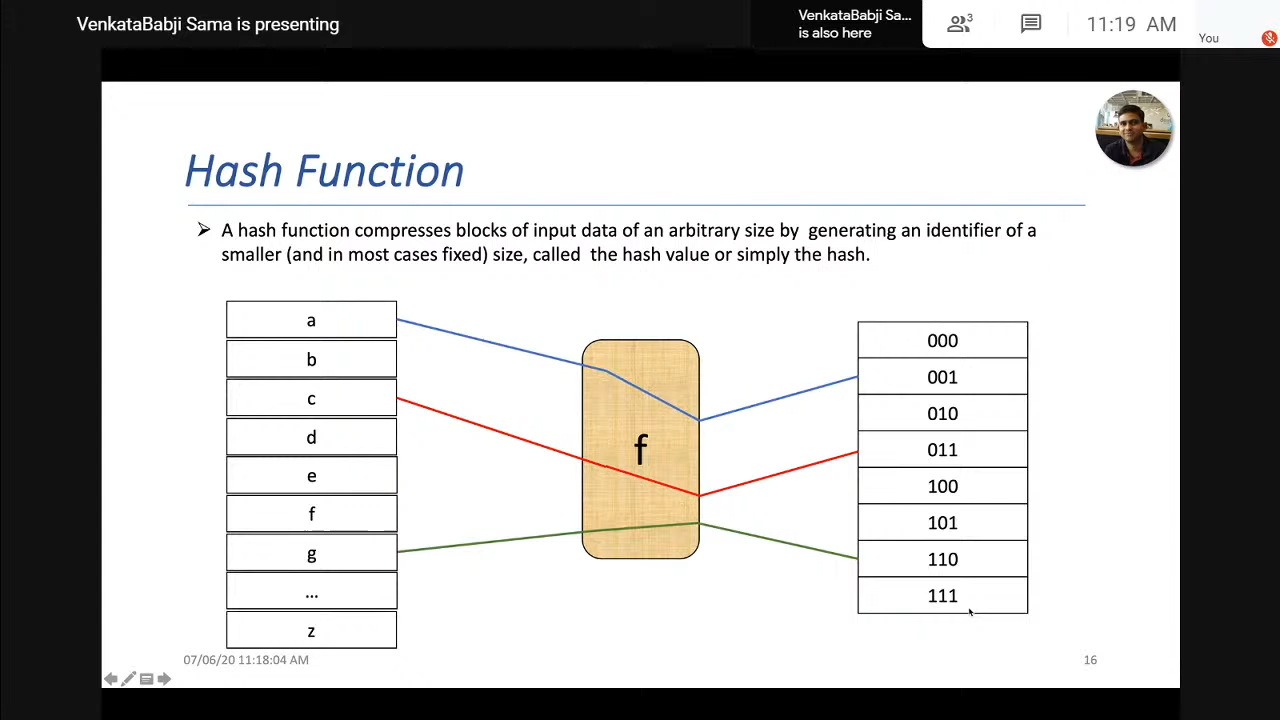 VenkataBabji Sama is presenting
VenkataBabji Sa...
is also here
3
11:19 AM
You
Hash Function
A hash function compresses blocks of input data of an arbitrary size by generating an identifier of a
smaller (and in most cases fixed) size, called the hash value or simply the hash.
a
b
c
d
e
f
g
...
z
f
000
001
010
011
100
101
110
111
07/06/20 11:18:04 AM
16